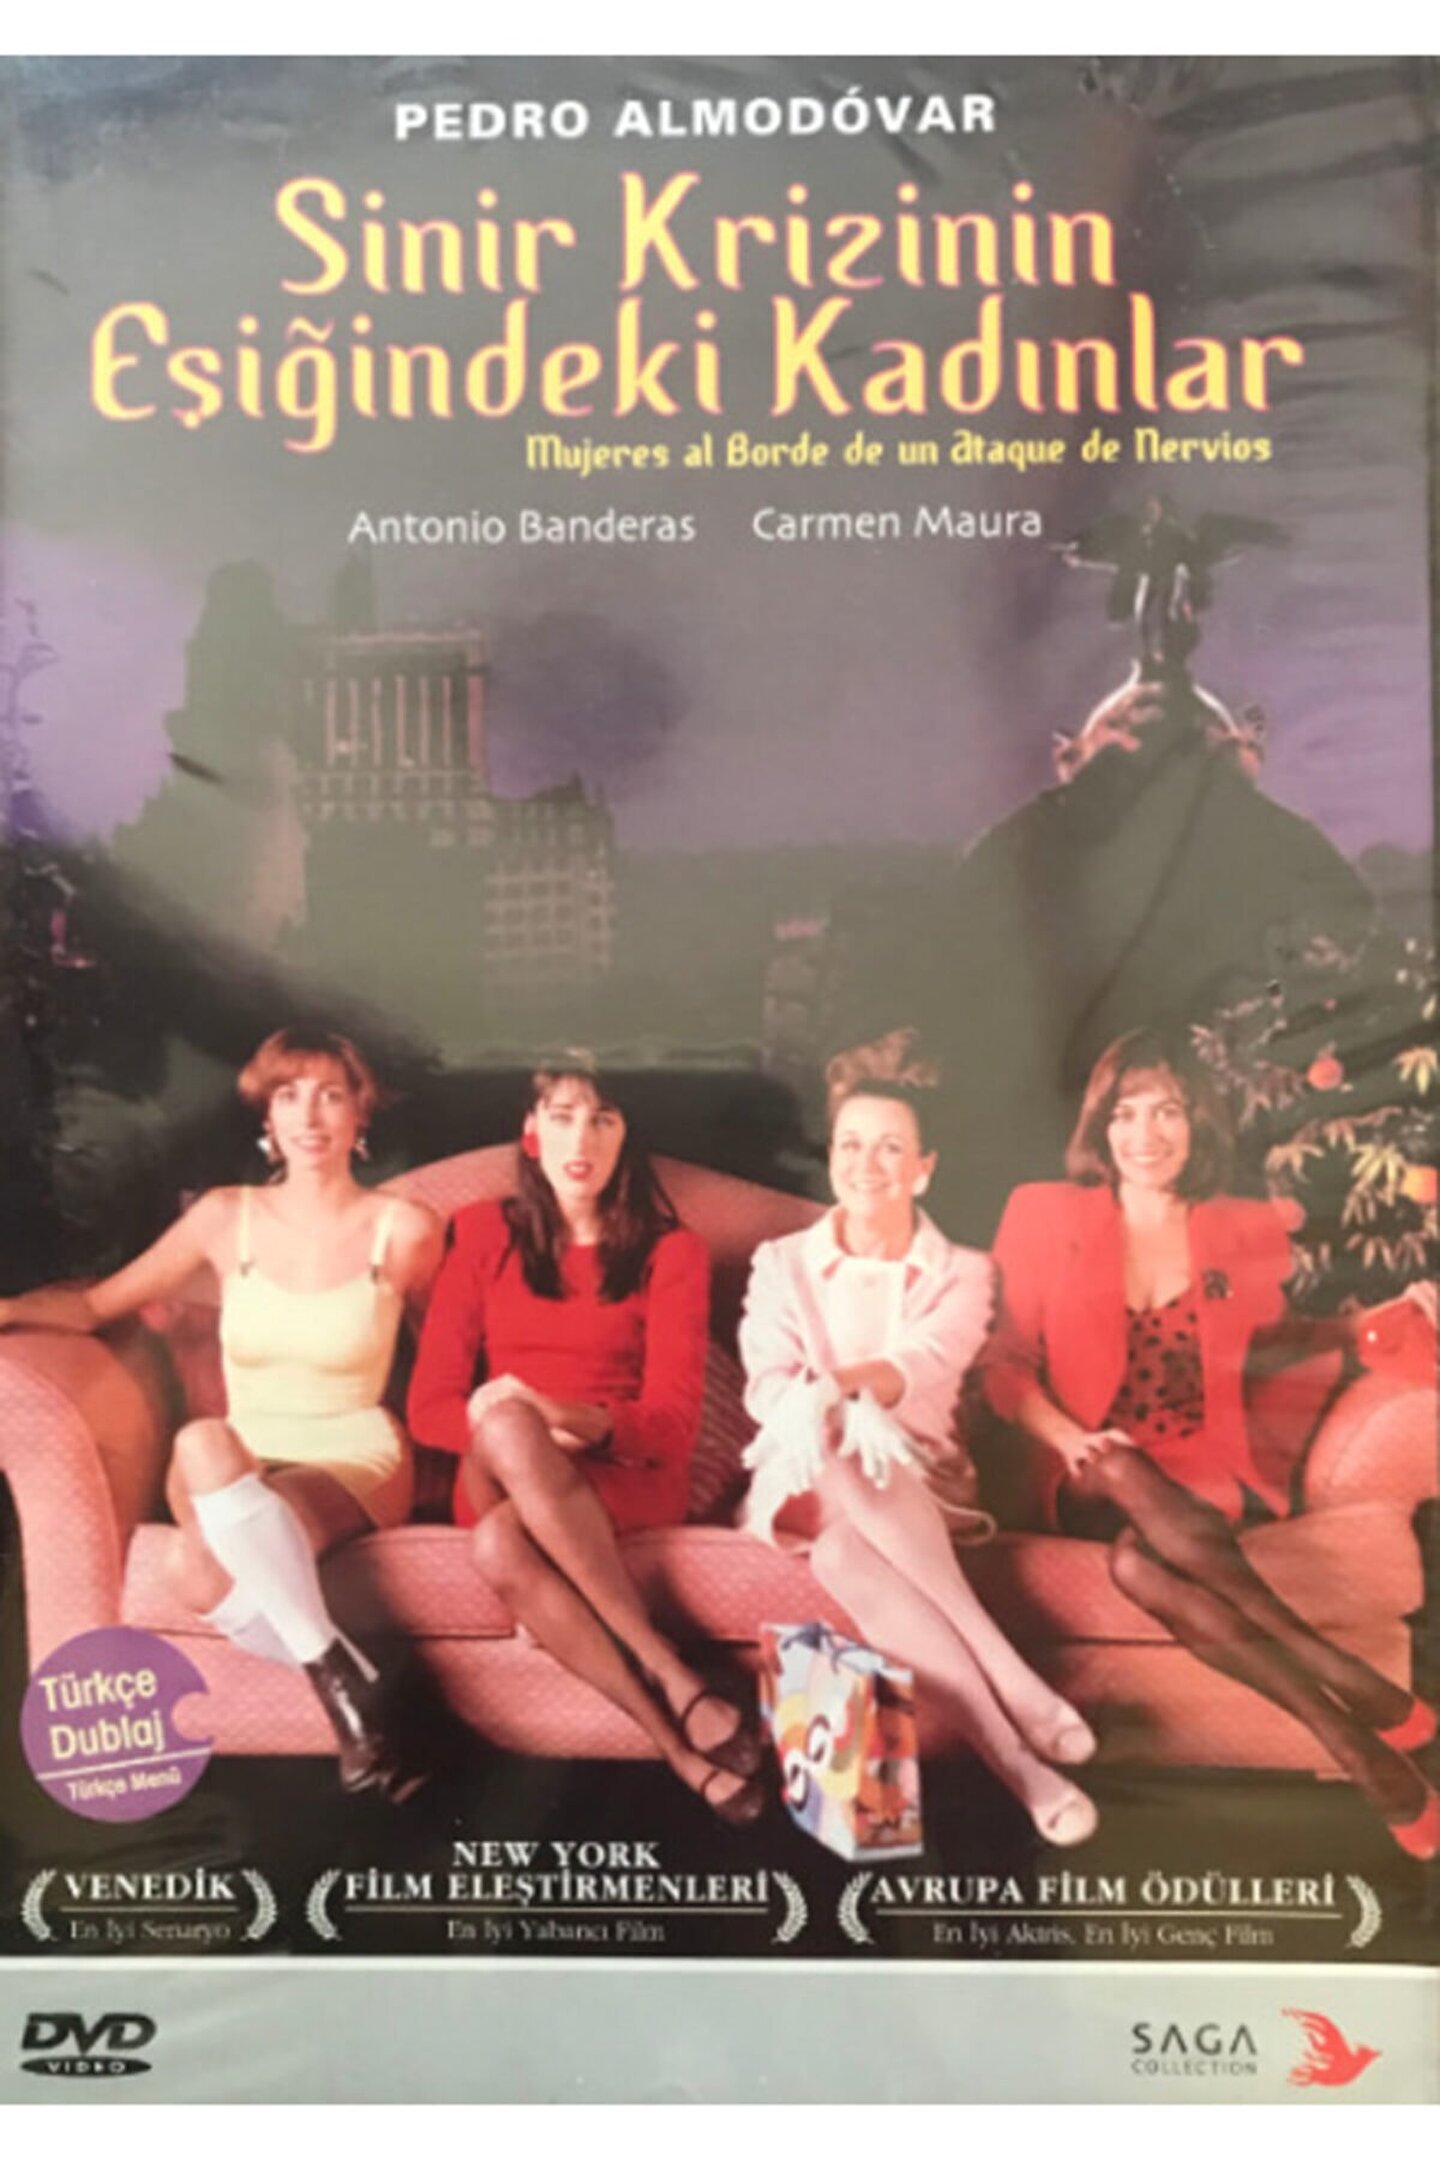 PEDRO ALMODÓVAR
Sinir Krizinin
Eşiğindeki Kadınlar
Mujeres al Borde de un Ataque de Nervios
Antonio Banderas Carmen Maura
Türkçe
Dublaj
Türkçe Menü
VENEDİK
En İyi Senaryo
NEW YORK
FİLM ELEŞTİRMENLERİ
En İyi Yabancı Film
AVRUPA FİLM ÖDÜLLERİ
En İyi Aktris, En İyi Genç Film
DVD
VIDEO
SAGA
COLLECTION